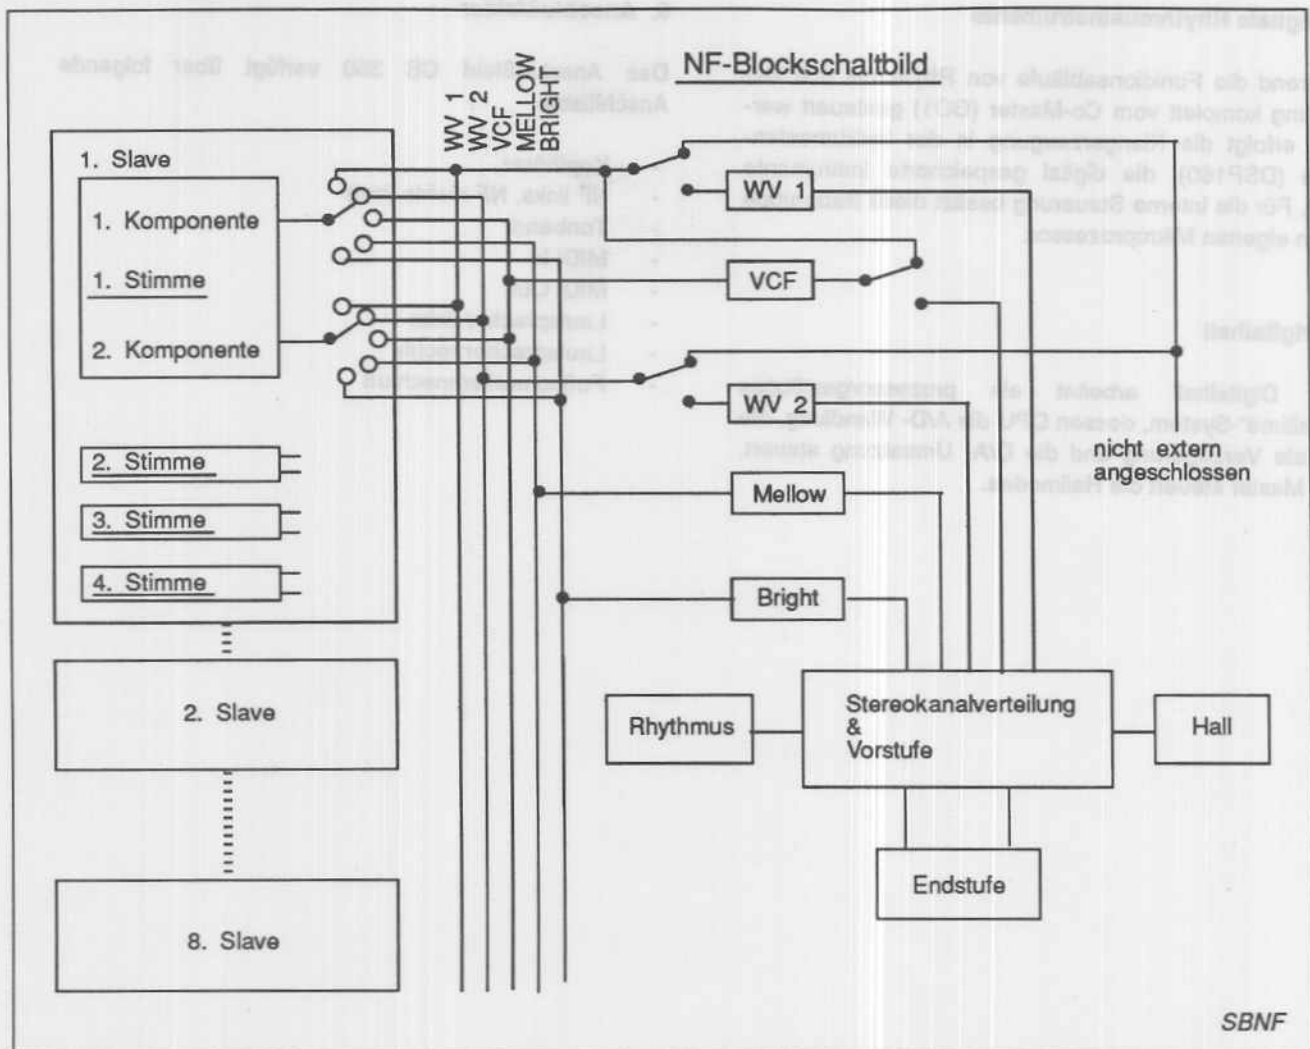 NF-Blockschaltbild
WV 1
WV 2
VCF
MELLOW
BRIGHT
1. Slave
1. Komponente
1. Stimme
2. Komponente
2. Stimme
3. Stimme
4. Stimme
2. Slave
8. Slave
WV 1
VCF
WV 2
nicht extern
angeschlossen
Mellow
Bright
Rhythmus
Stereokanalverteilung
&
Vorstufe
Hall
Endstufe
SBNF